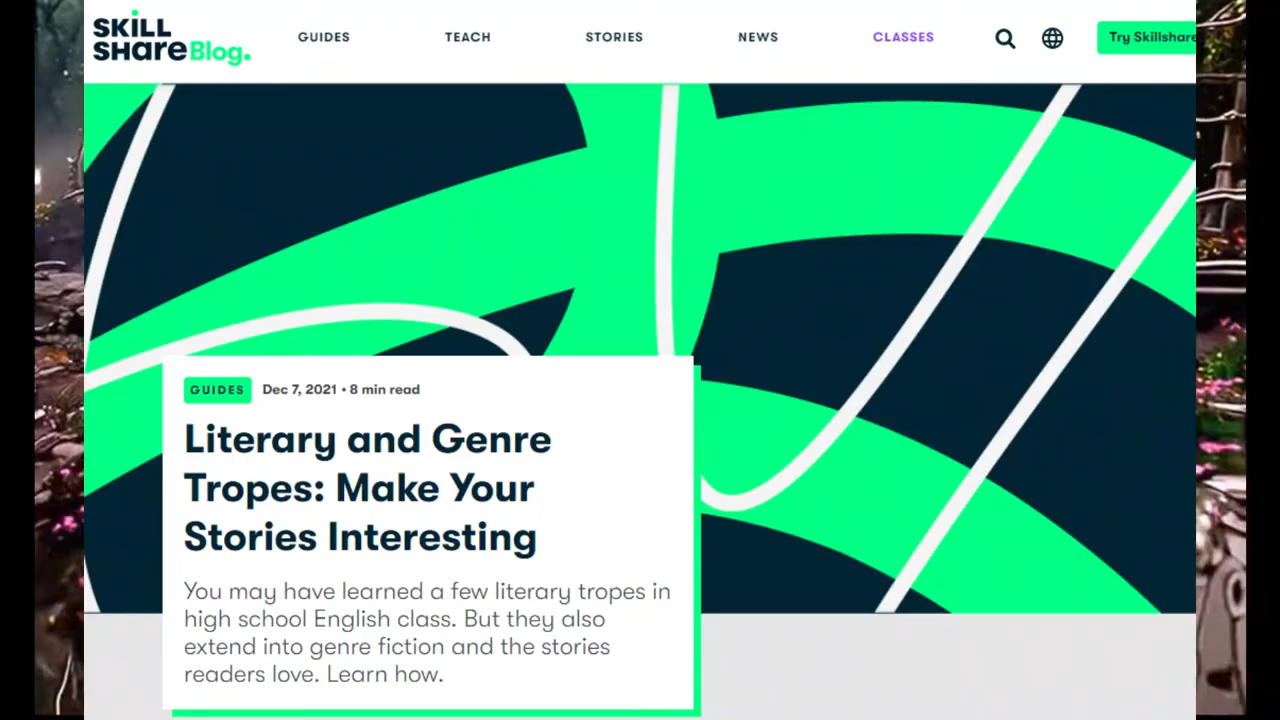 SKILL
SHare Blog.
GUIDES
TEACH
STORIES
NEWS
CLASSES
Try Skillshare
GUIDES
Dec 7, 2021 • 8 min read
Literary and Genre
Tropes: Make Your
Stories Interesting
You may have learned a few literary tropes in
high school English class. But they also
extend into genre fiction and the stories
readers love. Learn how.